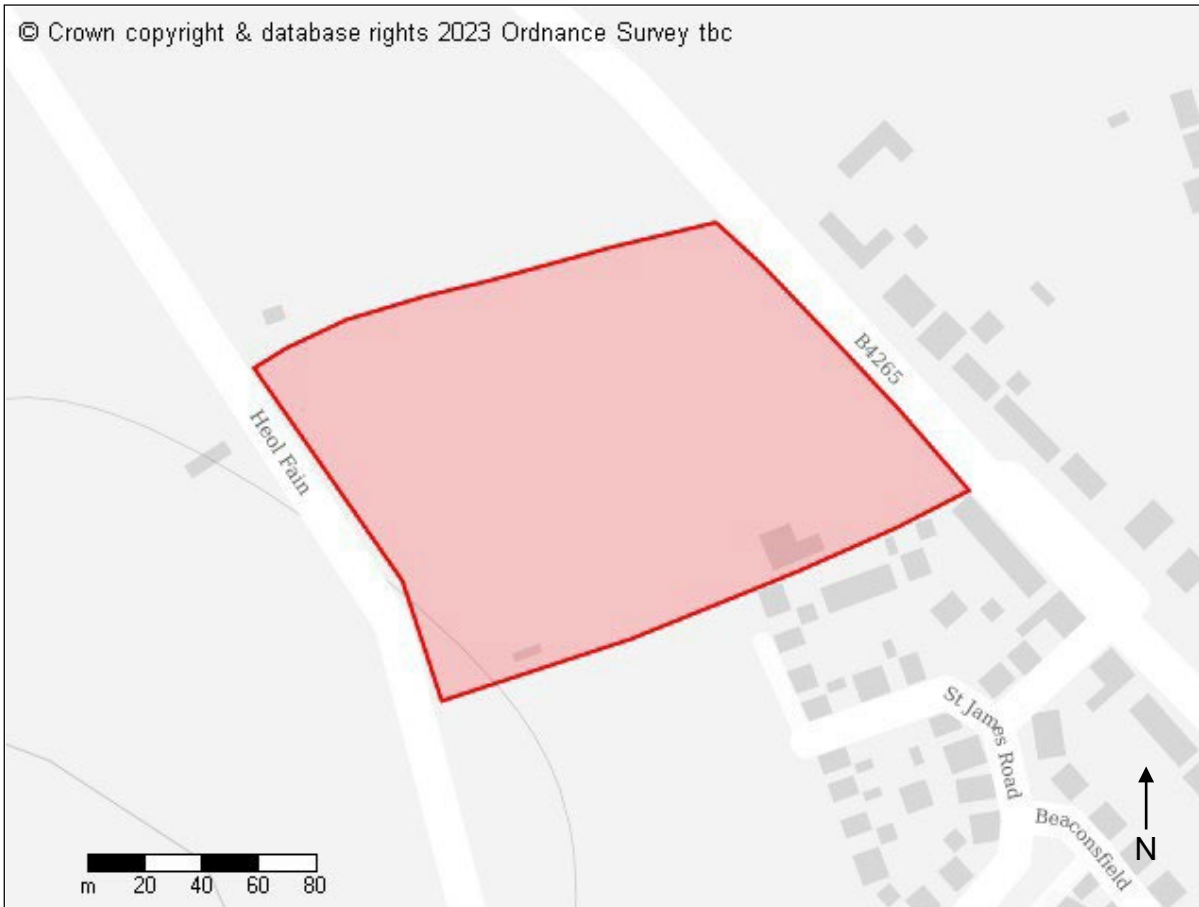 © Crown copyright & database rights 2023 Ordnance Survey tbc
B4265
Heol Fain
St James Road
Beaconsfield
N
m 20 40 60 80